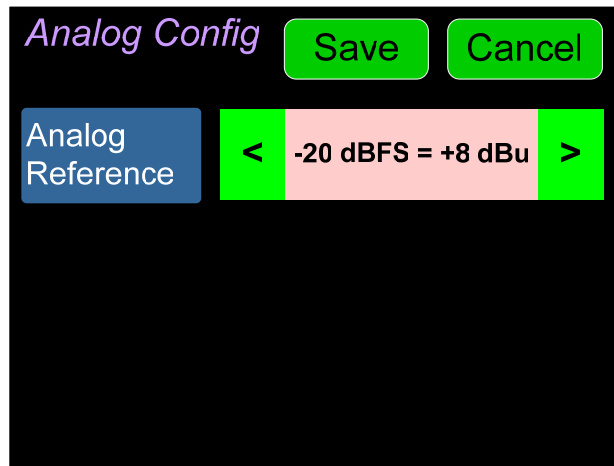 Analog Config
Save
Cancel
Analog
Reference
<
-20 dBFS = +8 dBu
>